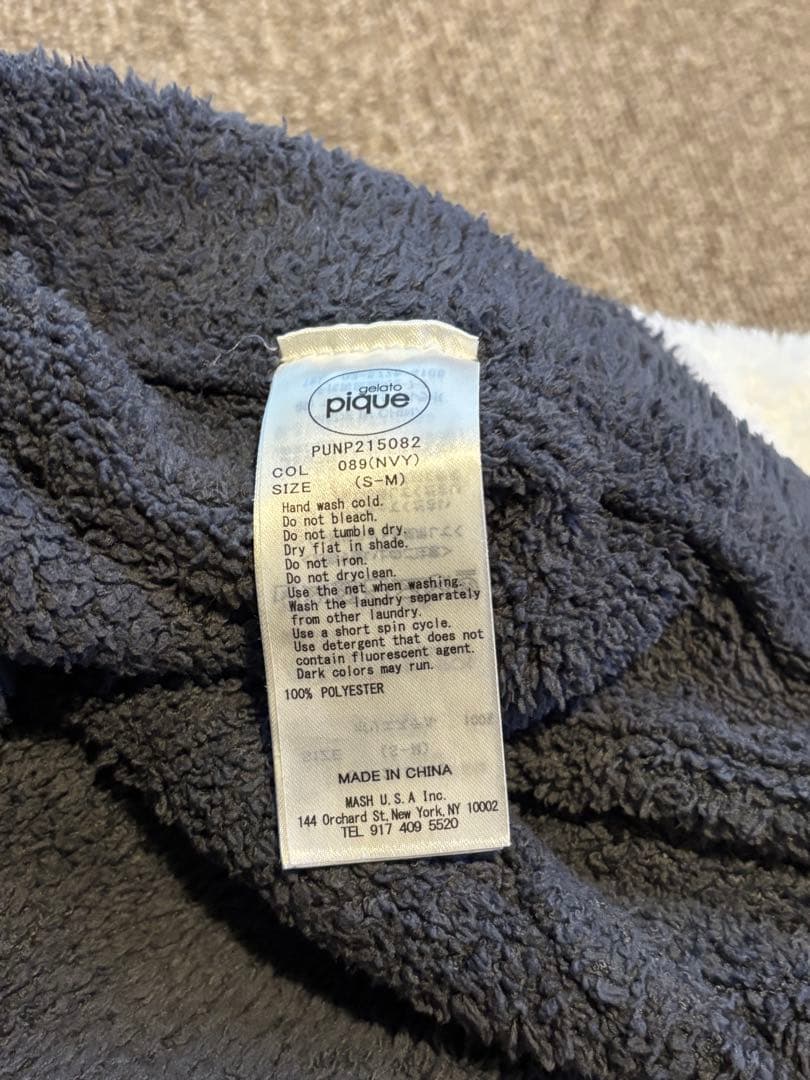 gelato
pique
PUNP215082
COL 089(NVY)
SIZE (S-M)
Hand wash cold.
Do not bleach.
Do not tumble dry.
Dry flat in shade.
Do not iron.
Do not dryclean.
Use the net when washing.
Wash the laundry separately
from other laundry.
Use a short spin cycle.
Use detergent that does not
contain fluorescent agent.
Dark colors may run.
100% POLYESTER
MADE IN CHINA
MASH U.S.A Inc.
144 Orchard St,New York,NY 10002
TEL 917 409 5520